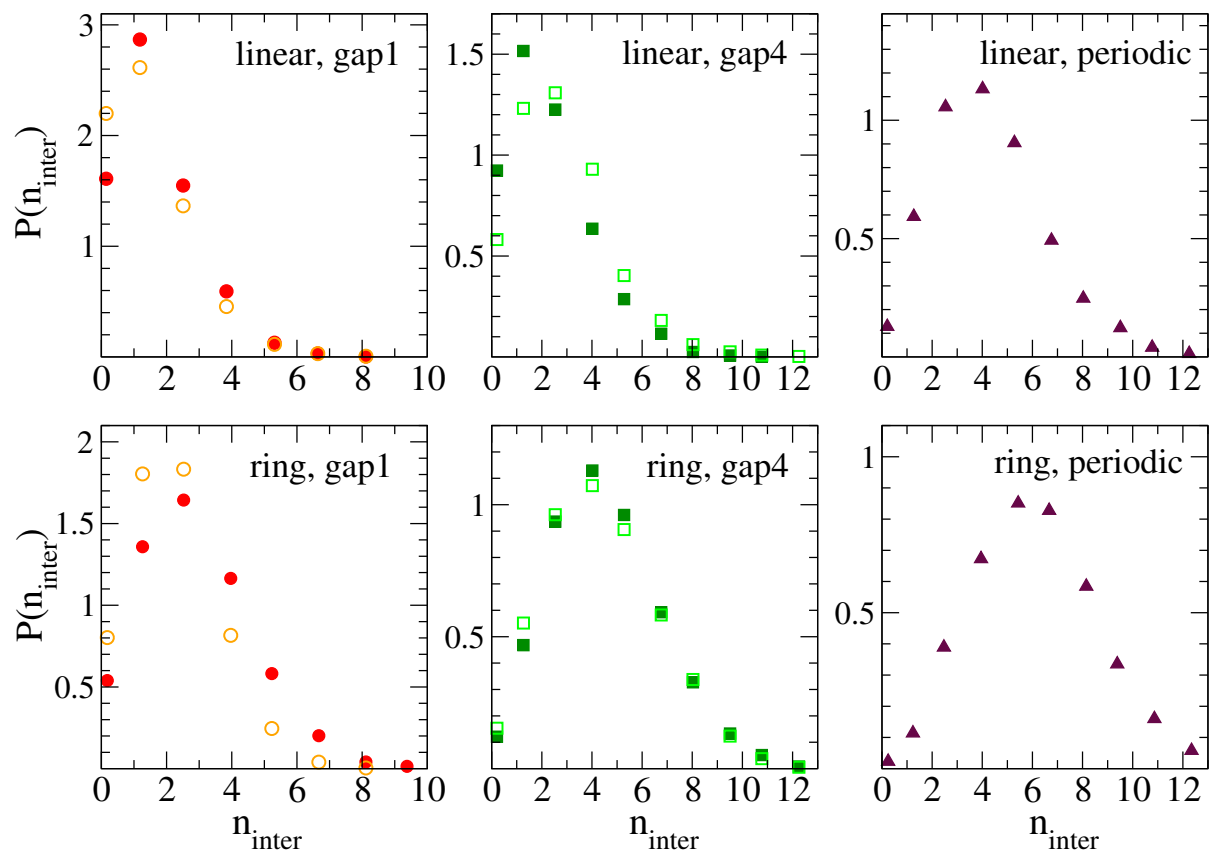 linear, gap1
linear, gap4
linear, periodic
P(n_inter)
3
2
1
0 2 4 6 8 10
1.5
1
0.5
0 2 4 6 8 10 12
1
0.5
0 2 4 6 8 10 12
ring, gap1
ring, gap4
ring, periodic
P(n_inter)
2
1.5
1
0.5
0 2 4 6 8 10
1
0.5
0 2 4 6 8 10 12
1
0.5
0 2 4 6 8 10 12
n_inter
n_inter
n_inter